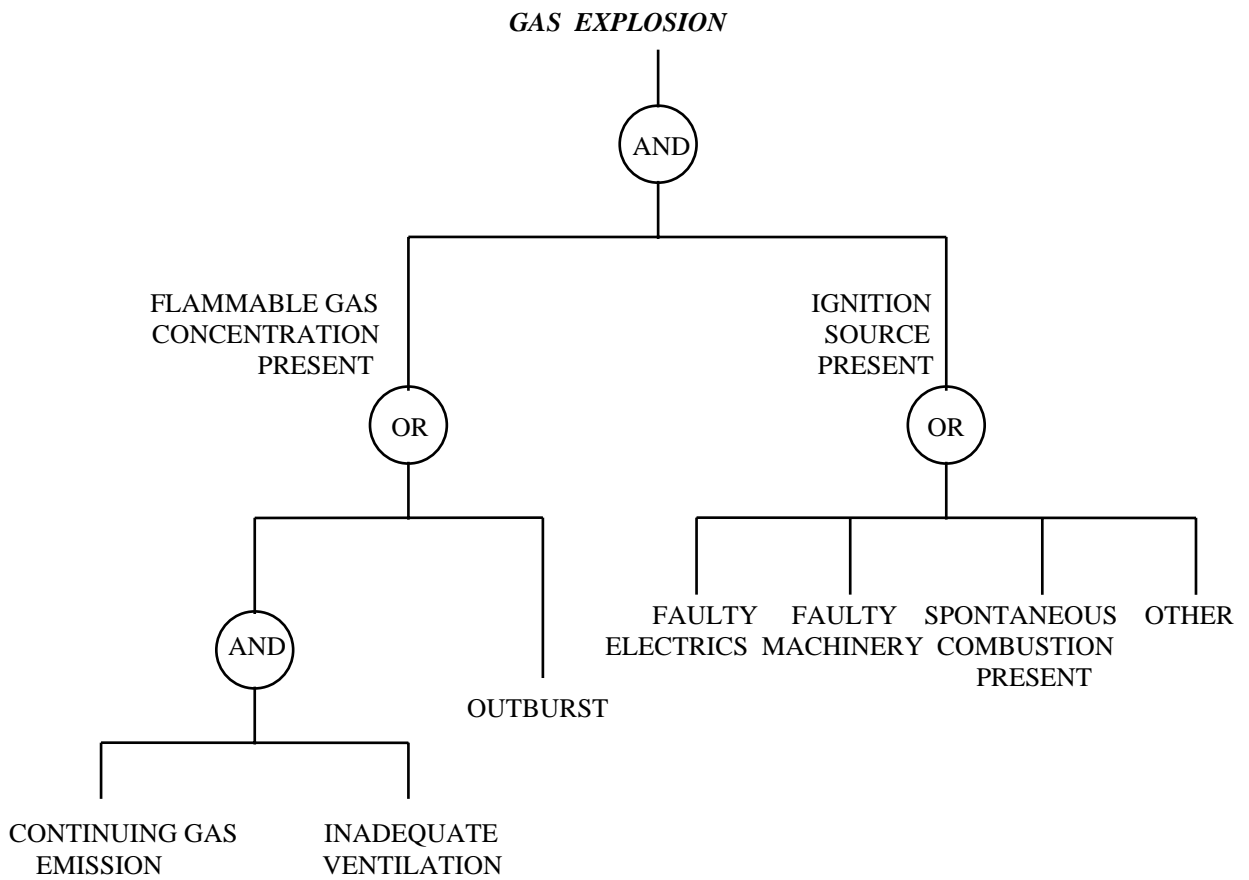 GAS EXPLOSION
AND
FLAMMABLE GAS
CONCENTRATION
PRESENT
IGNITION
SOURCE
PRESENT
OR
OR
FAULTY
ELECTRICS
FAULTY
MACHINERY
SPONTANEOUS
COMBUSTION
PRESENT
OTHER
AND
OUTBURST
CONTINUING GAS
EMISSION
INADEQUATE
VENTILATION